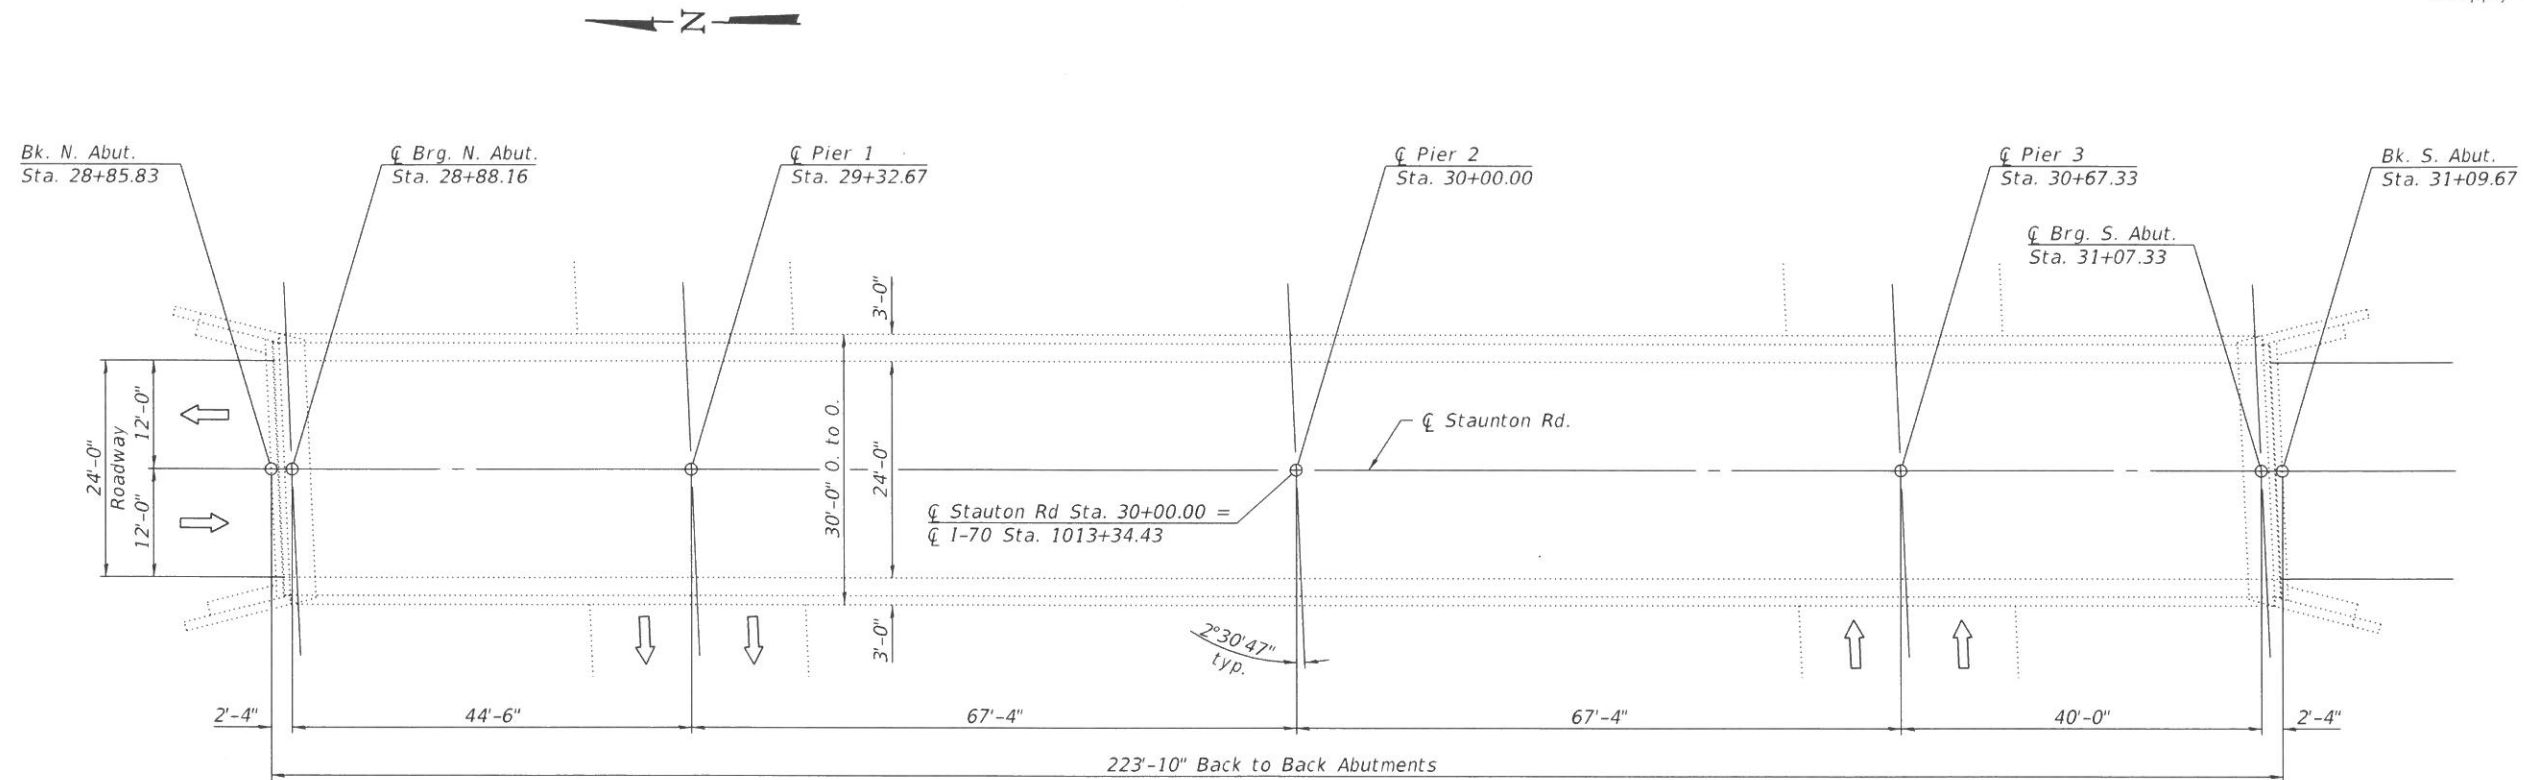 N
Bk. N. Abut.
Sta. 28+85.83
℄ Brg. N. Abut.
Sta. 28+88.16
℄ Pier 1
Sta. 29+32.67
℄ Pier 2
Sta. 30+00.00
℄ Pier 3
Sta. 30+67.33
Bk. S. Abut.
Sta. 31+09.67
℄ Brg. S. Abut.
Sta. 31+07.33
3'-0"
24'-0"
Roadway
12'-0"
12'-0"
30'-0" O. to O.
24'-0"
℄ Staunton Rd.
℄ Stauton Rd Sta. 30+00.00 =
℄ I-70 Sta. 1013+34.43
3'-0"
2°30'47"
typ.
2'-4"
44'-6"
67'-4"
67'-4"
40'-0"
2'-4"
223'-10" Back to Back Abutments